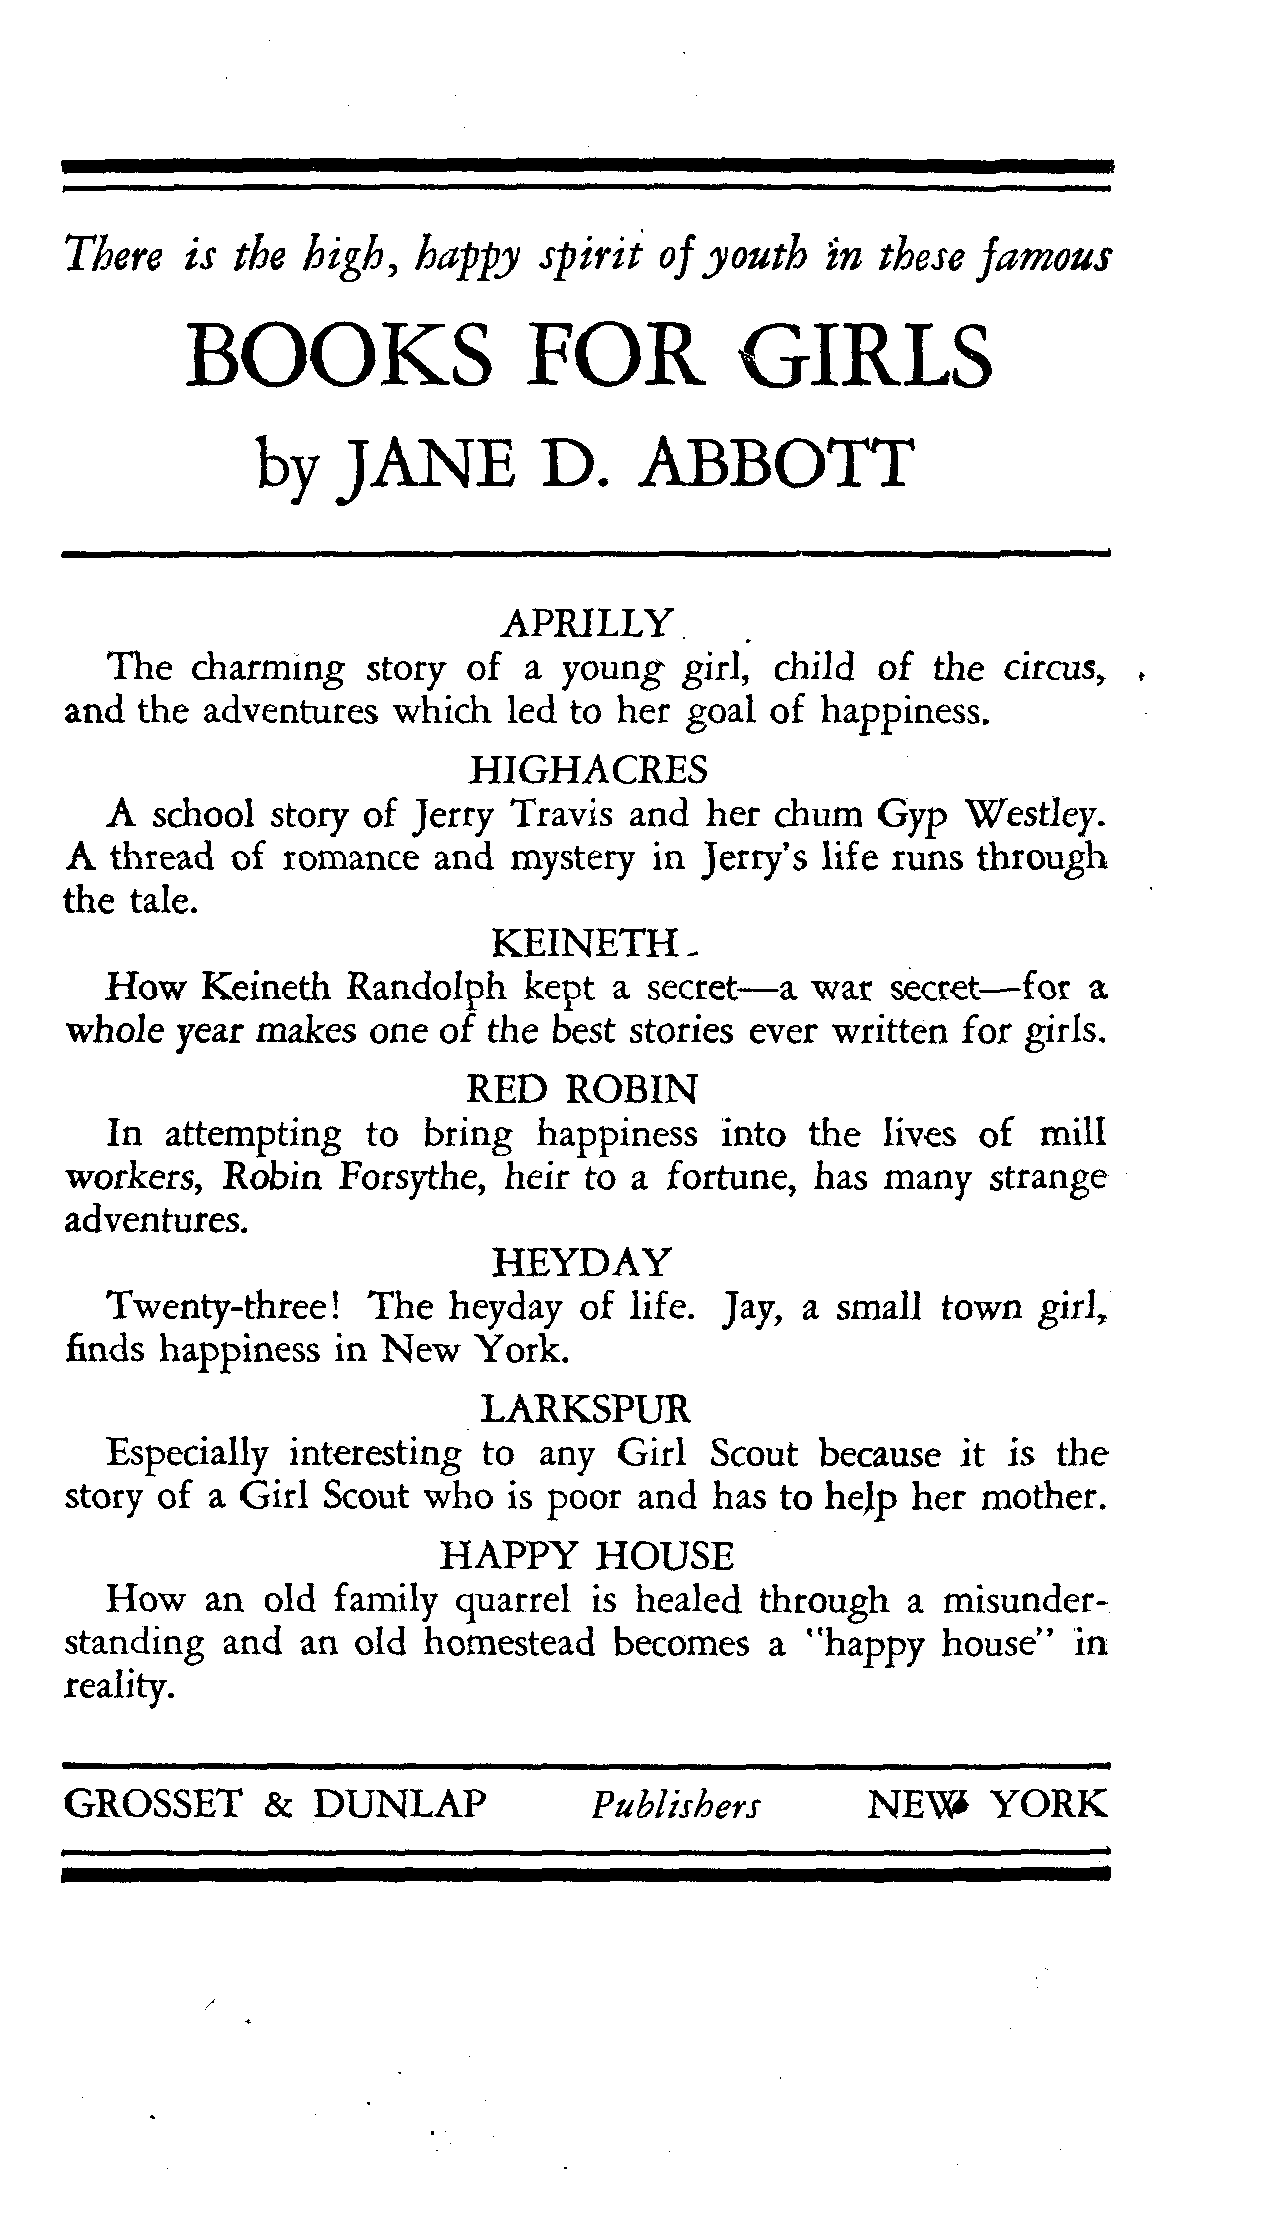 There is the high, happy spirit of youth in these famous
BOOKS FOR GIRLS
by JANE D. ABBOTT
APRILLY
The charming story of a young girl, child of the circus,
and the adventures which led to her goal of happiness.
HIGHACRES
A school story of Jerry Travis and her chum Gyp Westley.
A thread of romance and mystery in Jerry's life runs through
the tale.
KEINETH
How Keineth Randolph kept a secret—a war secret—for a
whole year makes one of the best stories ever written for girls.
RED ROBIN
In attempting to bring happiness into the lives of mill
workers, Robin Forsythe, heir to a fortune, has many strange
adventures.
HEYDAY
Twenty-three! The heyday of life. Jay, a small town girl,
finds happiness in New York.
LARKSPUR
Especially interesting to any Girl Scout because it is the
story of a Girl Scout who is poor and has to help her mother.
HAPPY HOUSE
How an old family quarrel is healed through a misunder-
standing and an old homestead becomes a "happy house" in
reality.
GROSSET & DUNLAP Publishers NEW YORK